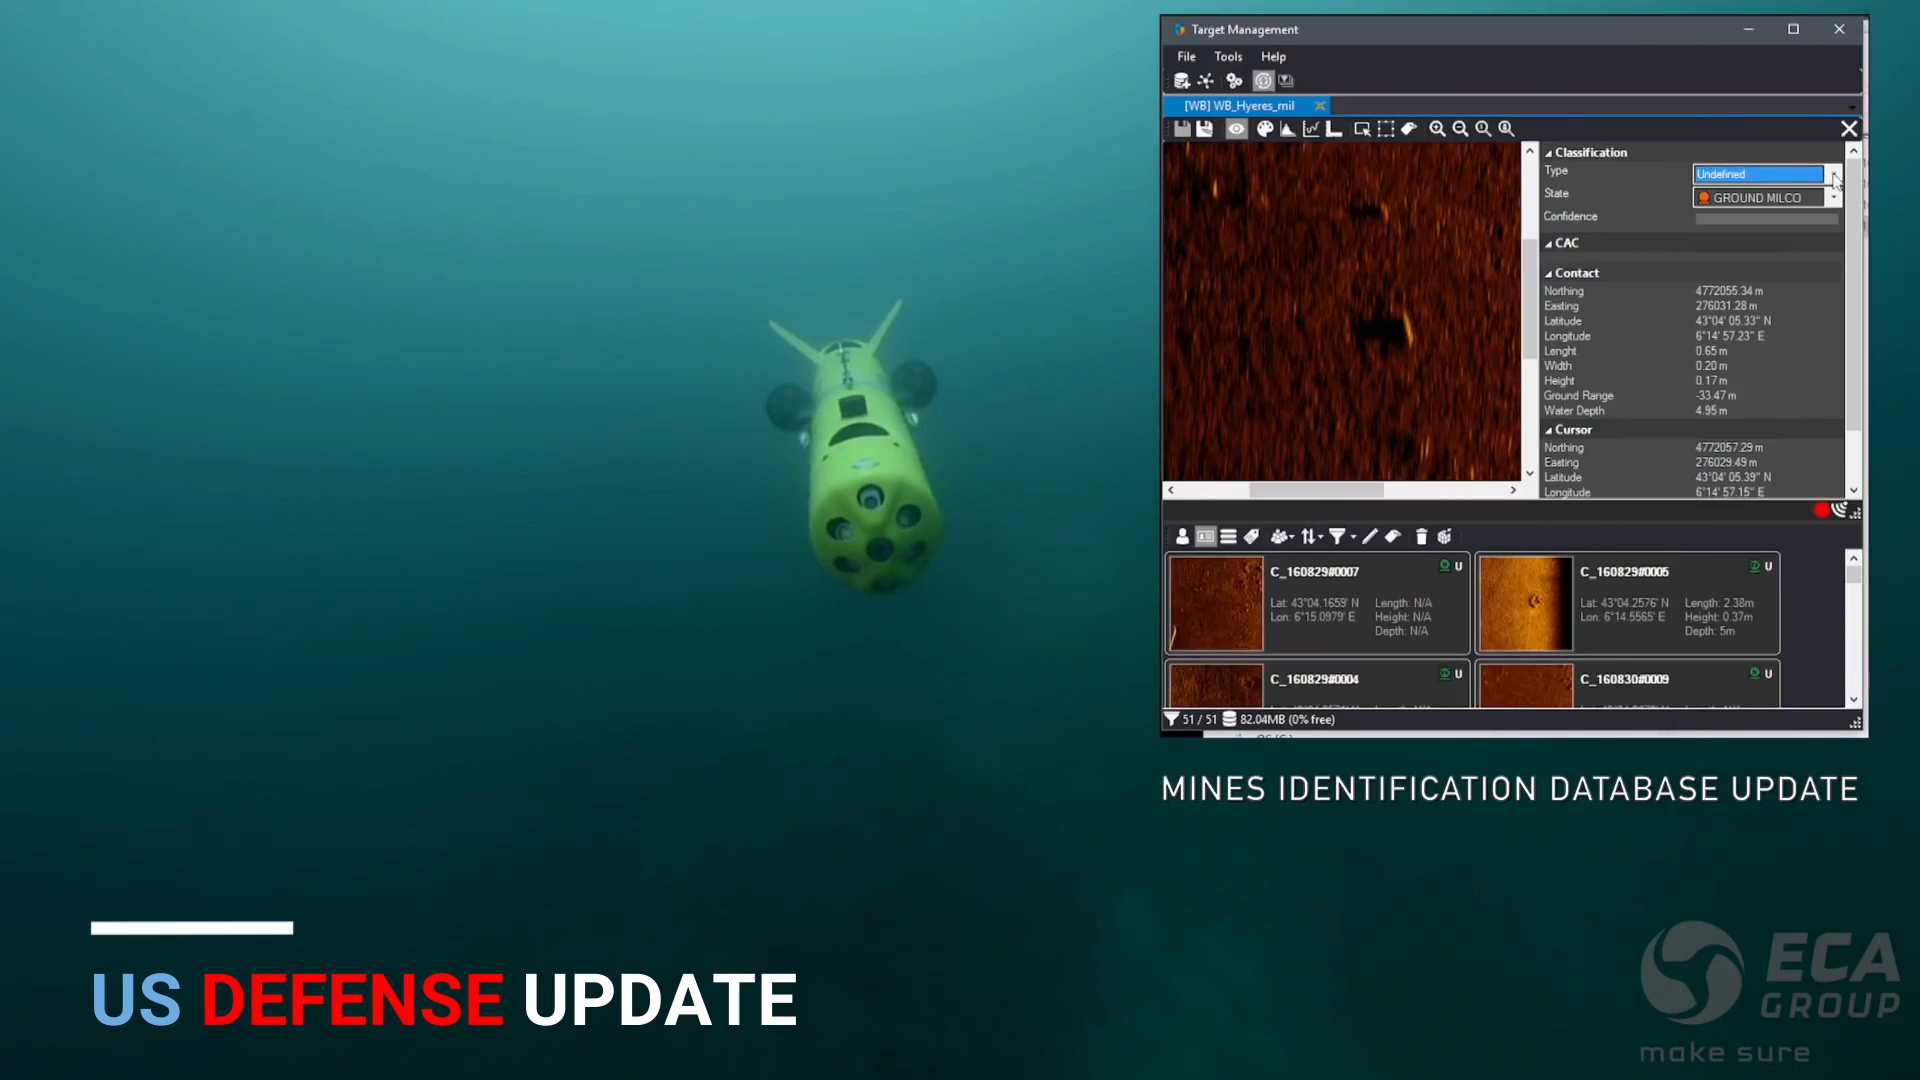 Target Management
File Tools Help
[WB] WB_Hyeres_mil
Classification
Type Undefined
State GROUND MILCO
Confidence
CAC
Contact
Northing 4772055.34 m
Easting 276031.28 m
Latitude 43°04' 05.33" N
Longitude 6°14' 57.23" E
Lenght 0.65 m
Width 0.20 m
Height 0.17 m
Ground Range -33.47 m
Water Depth 4.95 m
Cursor
Northing 4772057.29 m
Easting 276029.49 m
Latitude 43°04' 05.39" N
Longitude 6°14' 57.15" E
C_160829#0007 U
Lat: 43°04.1659' N Length: N/A
Lon: 6°15.0979' E Height: N/A
Depth: N/A
C_160829#0005 U
Lat: 43°04.2576' N Length: 2.38m
Lon: 6°14.5565' E Height: 0.37m
Depth: 5m
C_160829#0004 U
C_160830#0009 U
51 / 51 82.04MB (0% free)
MINES IDENTIFICATION DATABASE UPDATE
US DEFENSE UPDATE
ECA
GROUP
make sure